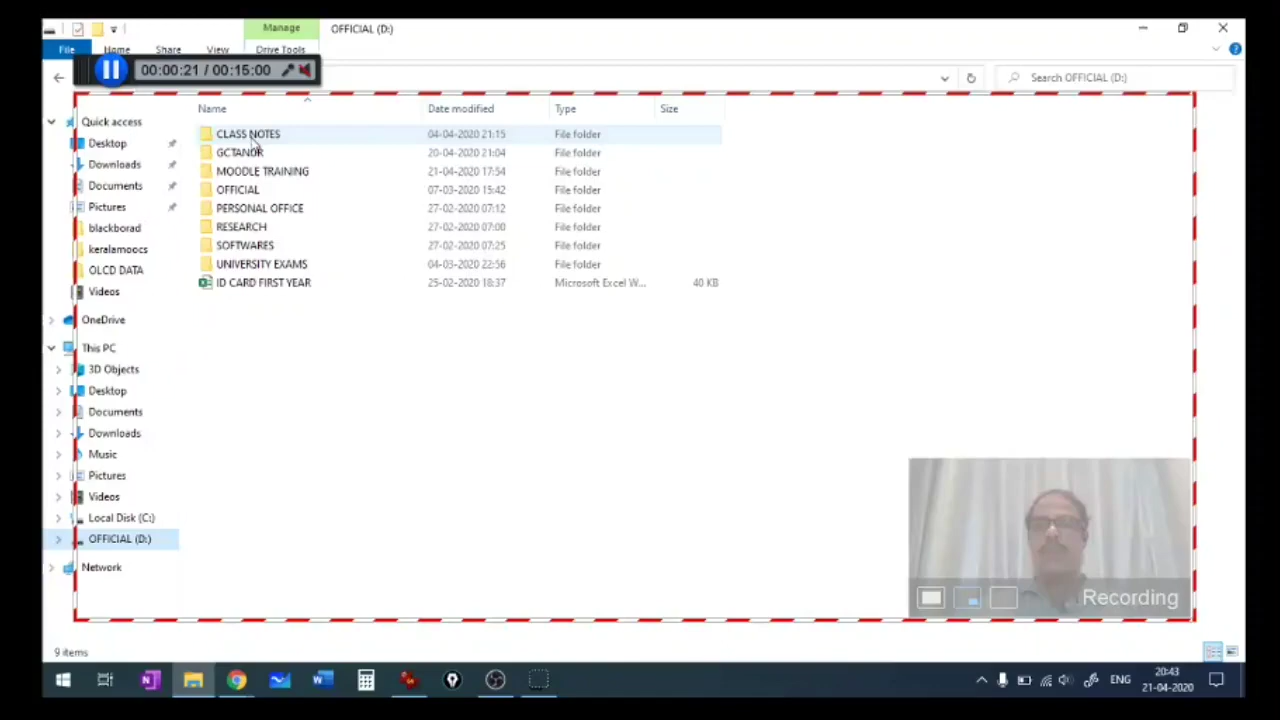 Manage
OFFICIAL (D:)
File
Home
Share
View
Drive Tools
00:00:21 / 00:15:00
Search OFFICIAL (D:)
Name
Date modified
Type
Size
Quick access
Desktop
Downloads
Documents
Pictures
blackborad
keralamoocs
OLCD DATA
Videos
OneDrive
This PC
3D Objects
Desktop
Documents
Downloads
Music
Pictures
Videos
Local Disk (C:)
OFFICIAL (D:)
Network
CLASS NOTES 04-04-2020 21:15 File folder
GCTANUR 20-04-2020 21:04 File folder
MOODLE TRAINING 21-04-2020 17:54 File folder
OFFICIAL 07-03-2020 15:42 File folder
PERSONAL OFFICE 27-02-2020 07:12 File folder
RESEARCH 27-02-2020 07:00 File folder
SOFTWARES 27-02-2020 07:25 File folder
UNIVERSITY EXAMS 04-03-2020 22:56 File folder
ID CARD FIRST YEAR 25-02-2020 18:37 Microsoft Excel W... 40 KB
Recording
9 items
ENG
20:43
21-04-2020